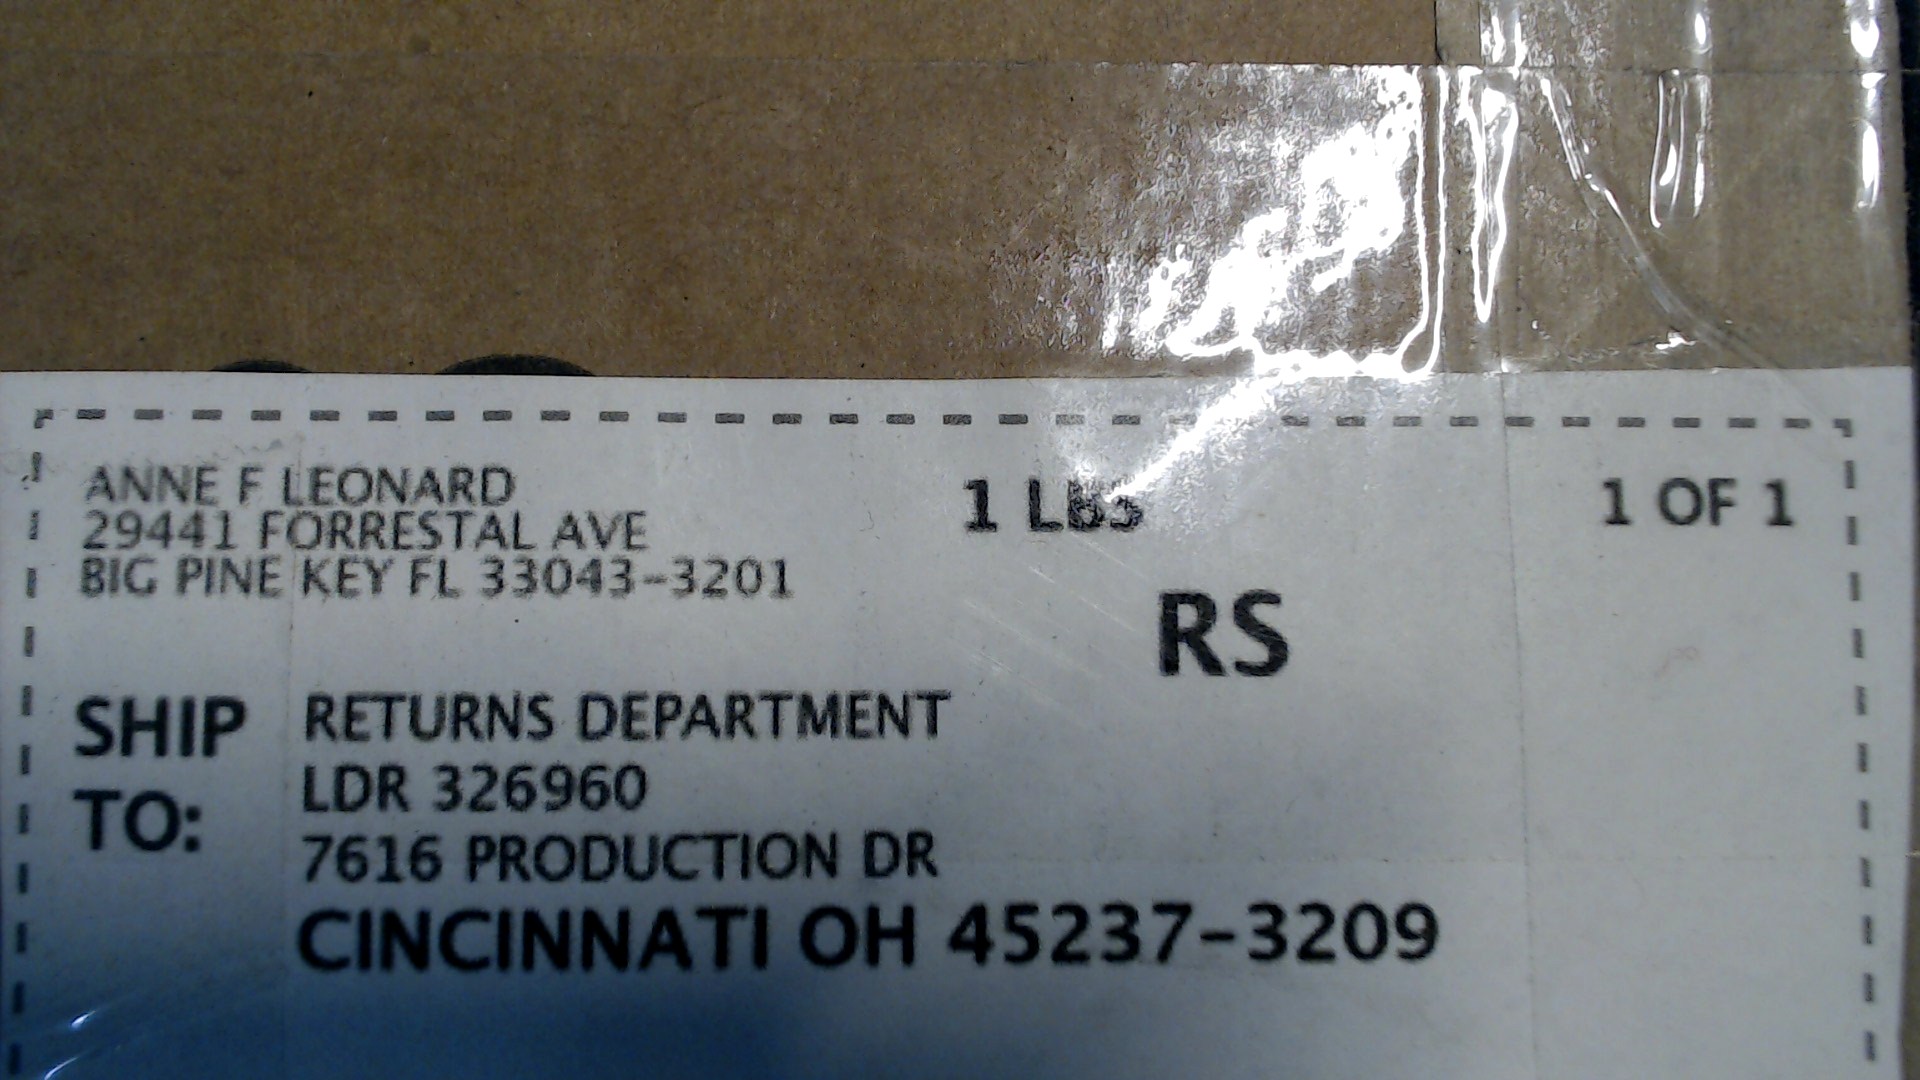 ANNE F LEONARD
29441 FORRESTAL AVE
BIG PINE KEY FL 33043-3201
1 LBS
1 OF 1
RS
SHIP TO:
RETURNS DEPARTMENT
LDR 326960
7616 PRODUCTION DR
CINCINNATI OH 45237-3209